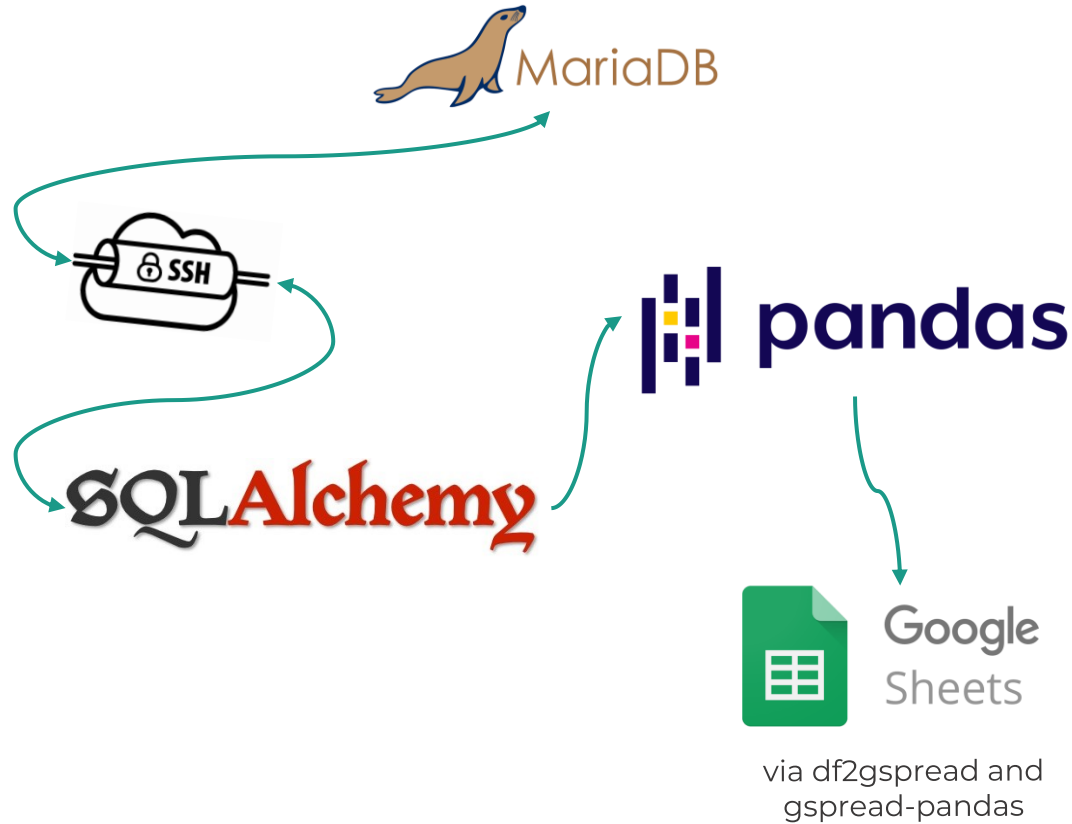 MariaDB
SSH
pandas
SQLAlchemy
Google
Sheets
via df2gspread and
gspread-pandas